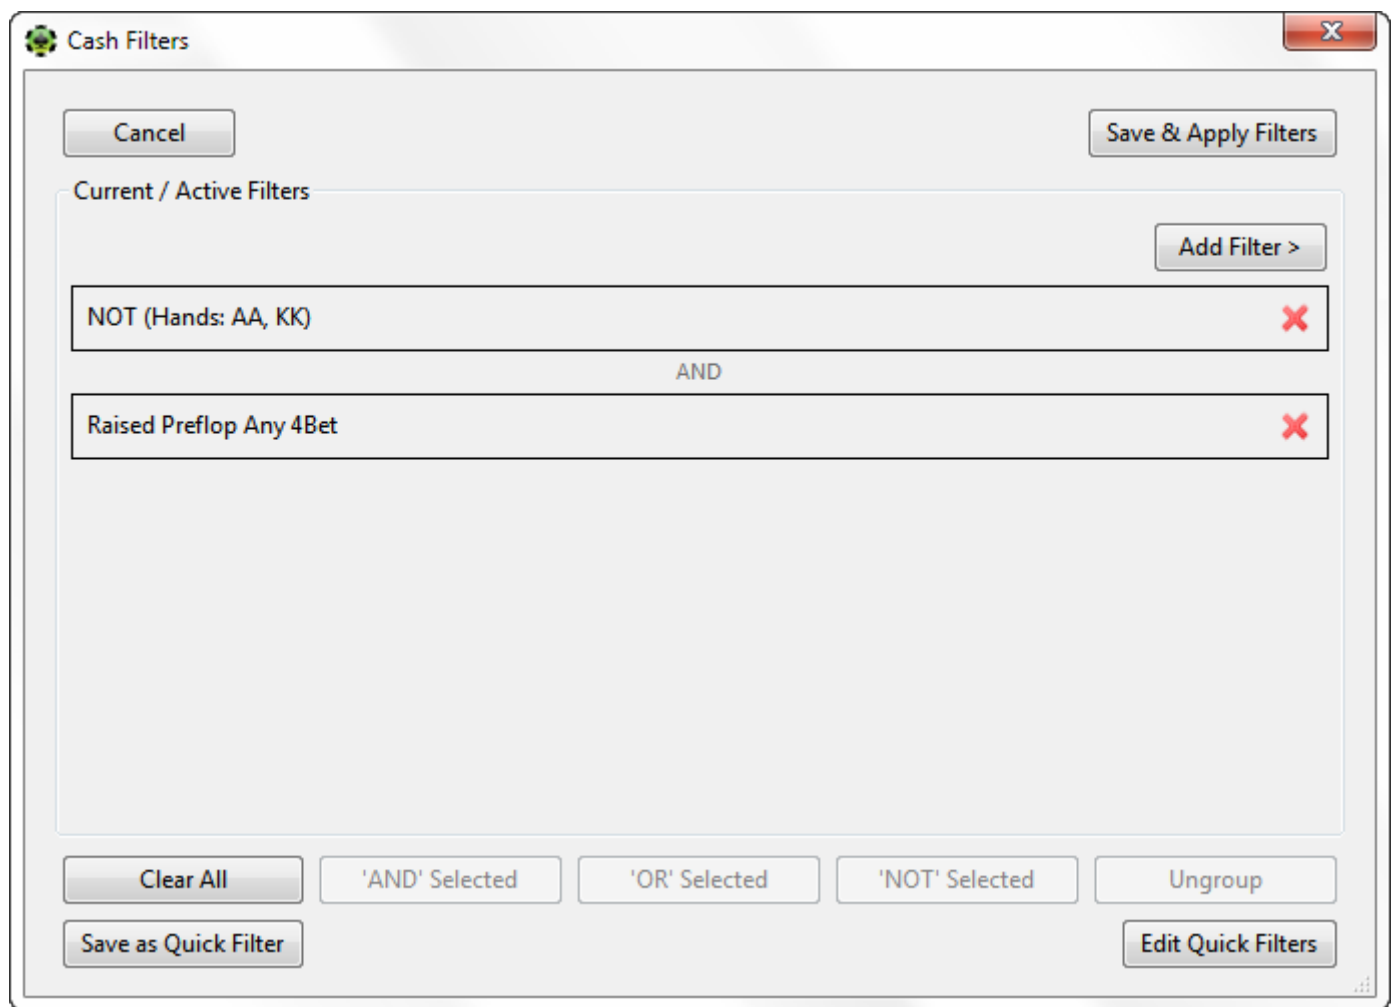 Cash Filters
Cancel
Save & Apply Filters
Current / Active Filters
Add Filter >
NOT (Hands: AA, KK)
AND
Raised Preflop Any 4Bet
Clear All
'AND' Selected
'OR' Selected
'NOT' Selected
Ungroup
Save as Quick Filter
Edit Quick Filters